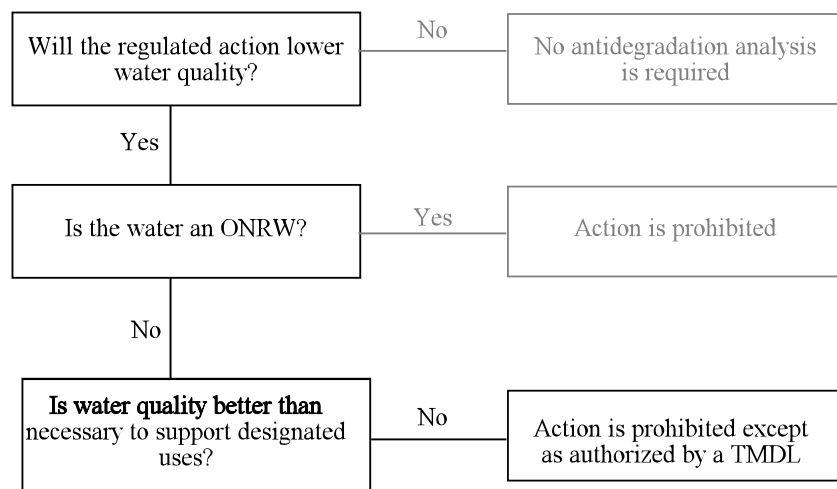 Will the regulated action lower
water quality?
No
No antidegradation analysis
is required
Yes
Is the water an ONRW?
Yes
Action is prohibited
No
Is water quality better than
necessary to support designated
uses?
No
Action is prohibited except
as authorized by a TMDL